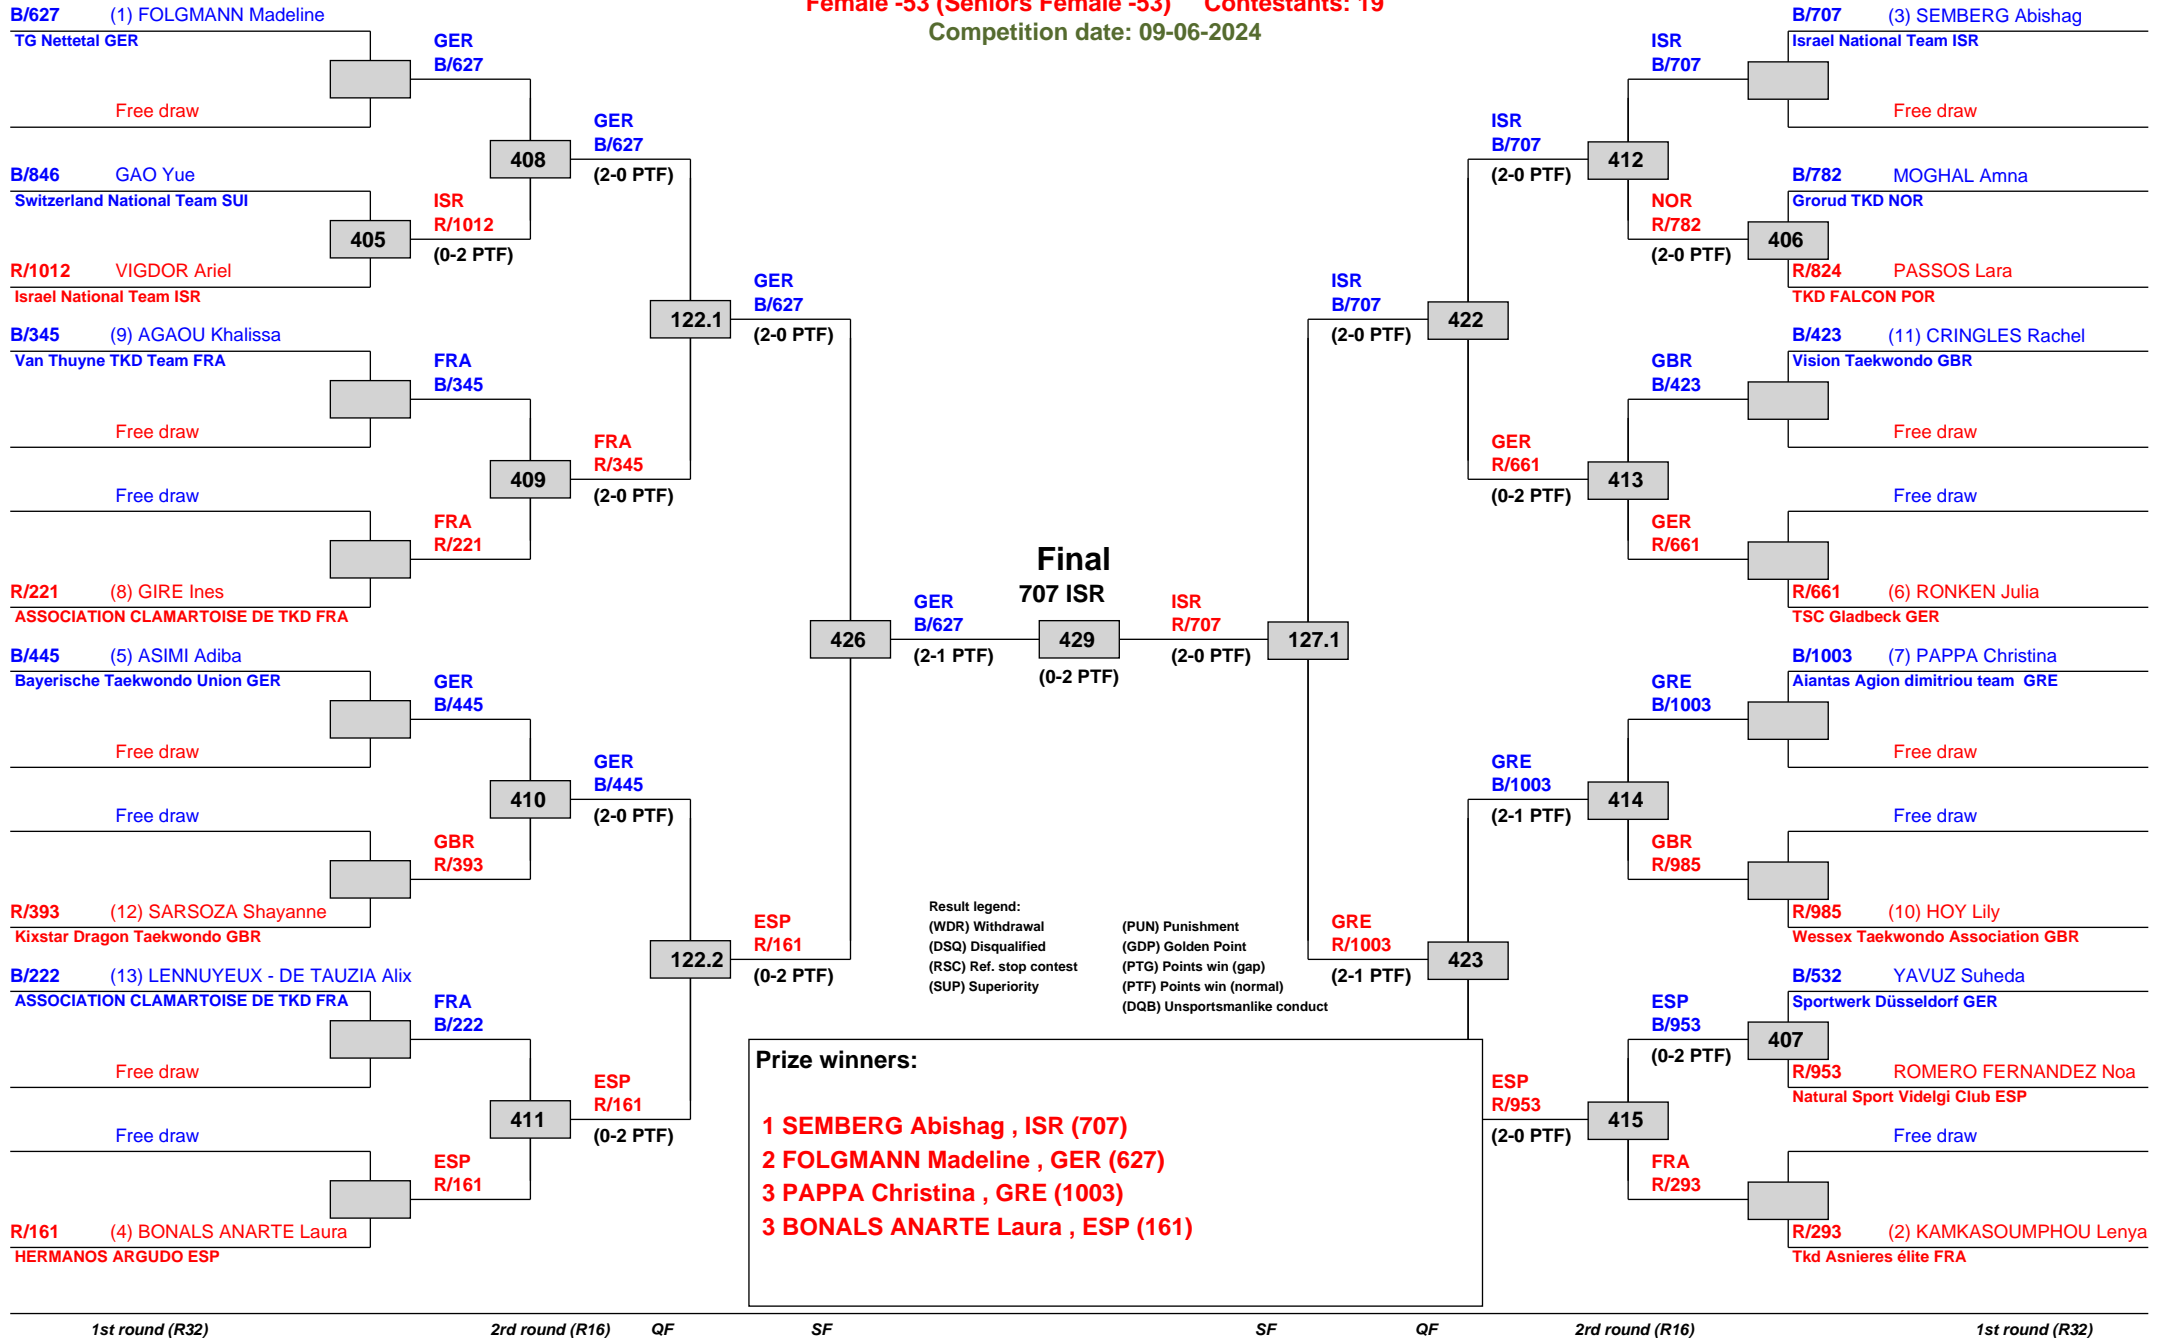 Female -53 (Seniors Female -53) Contestants: 19
Competition date: 09-06-2024
B/627 (1) FOLGMANN Madeline
TG Nettetal GER
Free draw
B/846 GAO Yue
Switzerland National Team SUI
R/1012 VIGDOR Ariel
Israel National Team ISR
B/345 (9) AGAOU Khalissa
Van Thuyne TKD Team FRA
Free draw
Free draw
R/221 (8) GIRE Ines
ASSOCIATION CLAMARTOISE DE TKD FRA
B/445 (5) ASIMI Adiba
Bayerische Taekwondo Union GER
Free draw
Free draw
R/393 (12) SARSOZA Shayanne
Kixstar Dragon Taekwondo GBR
B/222 (13) LENNUYEUX - DE TAUZIA Alix
ASSOCIATION CLAMARTOISE DE TKD FRA
Free draw
Free draw
R/161 (4) BONALS ANARTE Laura
HERMANOS ARGUDO ESP
405
GER
B/627
ISR
R/1012
(0-2 PTF)
FRA
B/345
FRA
R/221
GER
B/445
GBR
R/393
FRA
B/222
ESP
R/161
408
409
410
411
GER
B/627
(2-0 PTF)
FRA
R/345
(2-0 PTF)
GER
B/445
(2-0 PTF)
ESP
R/161
(0-2 PTF)
122.1
122.2
GER
B/627
(2-0 PTF)
ESP
R/161
(0-2 PTF)
426
GER
B/627
(2-1 PTF)
Final
707 ISR
429
(0-2 PTF)
ISR
R/707
(2-0 PTF)
127.1
ISR
B/707
(2-0 PTF)
GRE
R/1003
(2-1 PTF)
422
423
ISR
B/707
(2-0 PTF)
GER
R/661
(0-2 PTF)
GRE
B/1003
(2-1 PTF)
ESP
R/953
(2-0 PTF)
412
413
414
415
ISR
B/707
NOR
R/782
(2-0 PTF)
GBR
B/423
GER
R/661
GRE
B/1003
GBR
R/985
ESP
B/953
(0-2 PTF)
FRA
R/293
406
407
B/707 (3) SEMBERG Abishag
Israel National Team ISR
Free draw
B/782 MOGHAL Amna
Grorud TKD NOR
R/824 PASSOS Lara
TKD FALCON POR
B/423 (11) CRINGLES Rachel
Vision Taekwondo GBR
Free draw
Free draw
R/661 (6) RONKEN Julia
TSC Gladbeck GER
B/1003 (7) PAPPA Christina
Aiantas Agion dimitriou team GRE
Free draw
Free draw
R/985 (10) HOY Lily
Wessex Taekwondo Association GBR
B/532 YAVUZ Suheda
Sportwerk Düsseldorf GER
R/953 ROMERO FERNANDEZ Noa
Natural Sport Videlgi Club ESP
Free draw
R/293 (2) KAMKASOUMPHOU Lenya
Tkd Asnieres élite FRA
Result legend:
(WDR) Withdrawal (PUN) Punishment
(DSQ) Disqualified (GDP) Golden Point
(RSC) Ref. stop contest (PTG) Points win (gap)
(SUP) Superiority (PTF) Points win (normal)
(DQB) Unsportsmanlike conduct
Prize winners:
1 SEMBERG Abishag , ISR (707)
2 FOLGMANN Madeline , GER (627)
3 PAPPA Christina , GRE (1003)
3 BONALS ANARTE Laura , ESP (161)
1st round (R32) 2rd round (R16) QF SF SF QF 2rd round (R16) 1st round (R32)